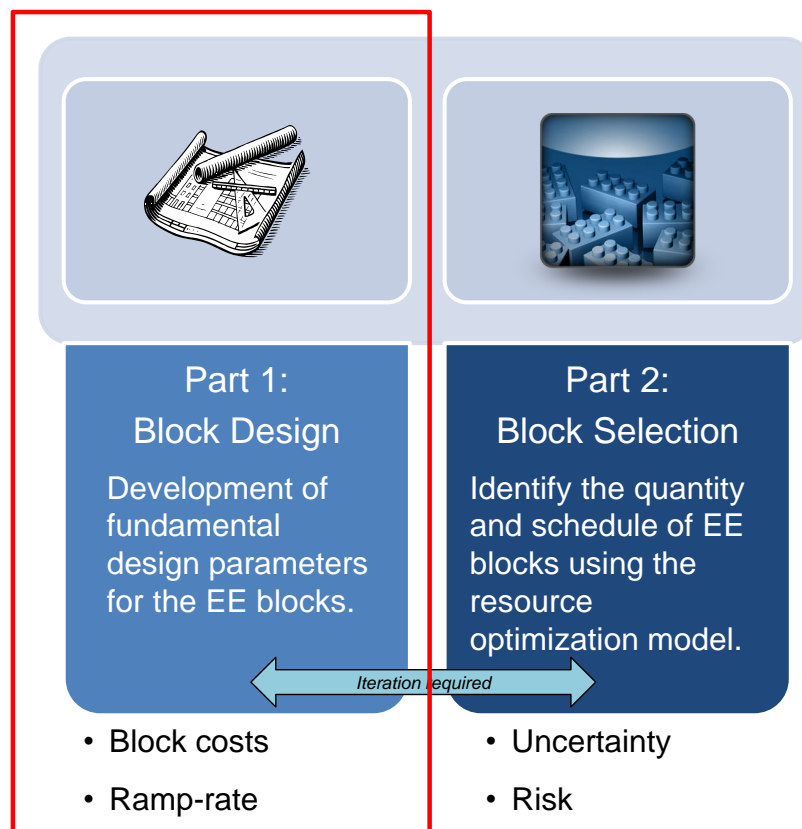 Part 1:
Block Design
Development of
fundamental
design parameters
for the EE blocks.
Part 2:
Block Selection
Identify the quantity
and schedule of EE
blocks using the
resource
optimization model.
Iteration required
• Block costs
• Ramp-rate
• Uncertainty
• Risk